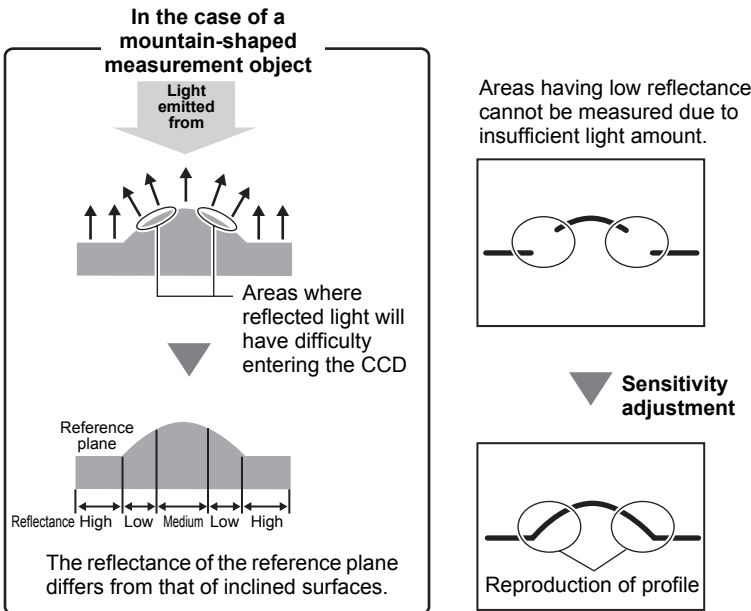 In the case of a
mountain-shaped
measurement object
Light
emitted
from
Areas where
reflected light will
have difficulty
entering the CCD
Reference
plane
Reflectance High Low Medium Low High
The reflectance of the reference plane
differs from that of inclined surfaces.
Areas having low reflectance
cannot be measured due to
insufficient light amount.
Sensitivity
adjustment
Reproduction of profile